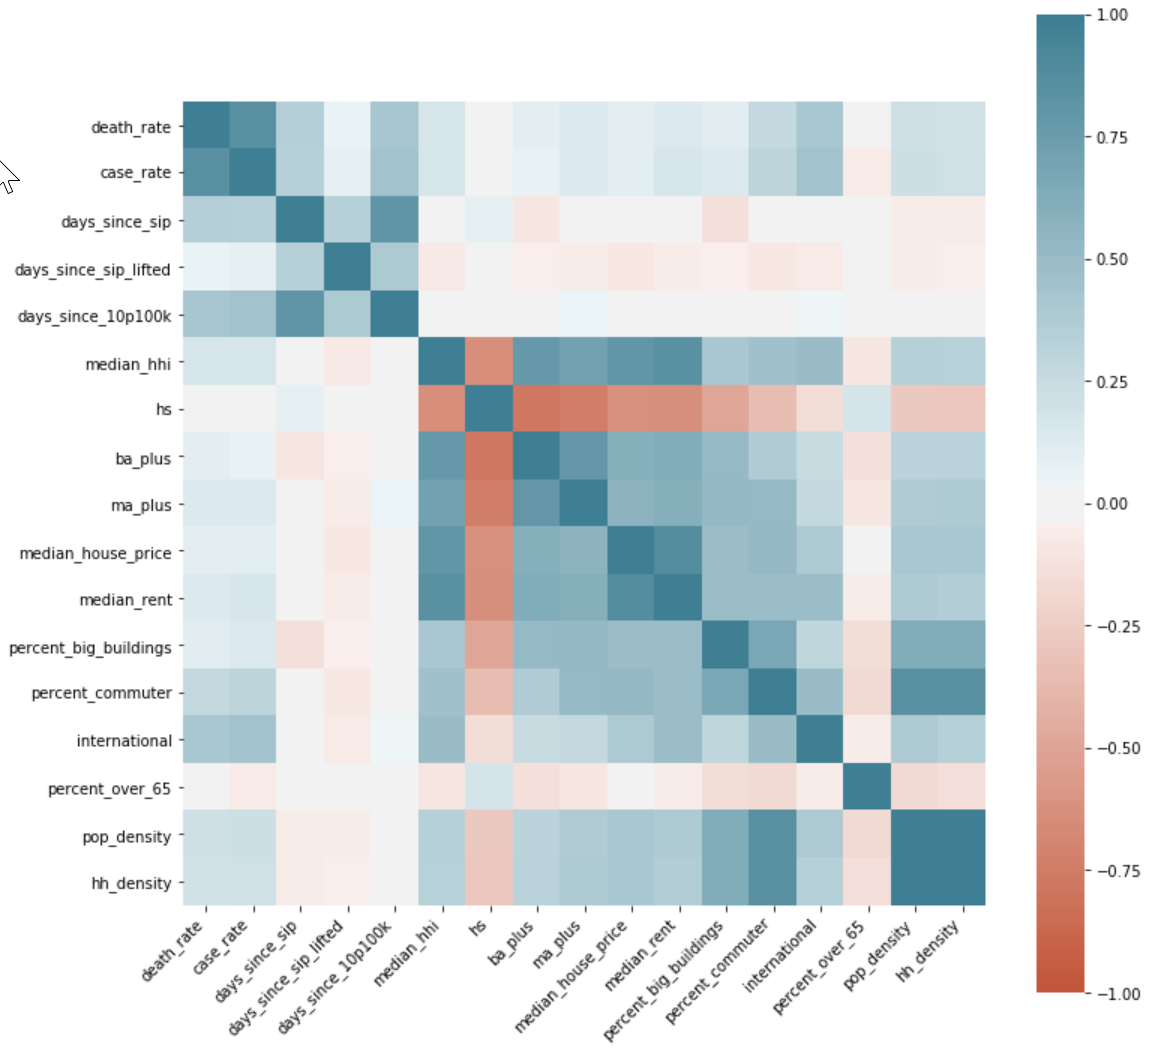 1.00
death_rate
0.75
case_rate
days_since_sip
days_since_sip_lifted
0.50
days_since_10p100k
median_hhi
0.25
hs
ba_plus
ma_plus
0.00
median_house_price
median_rent
−0.25
percent_big_buildings
percent_commuter
international
−0.50
percent_over_65
pop_density
−0.75
hh_density
−1.00
death_rate
case_rate
days_since_sip
days_since_sip_lifted
days_since_10p100k
median_hhi
hs
ba_plus
ma_plus
median_house_price
median_rent
percent_big_buildings
percent_commuter
international
percent_over_65
pop_density
hh_density